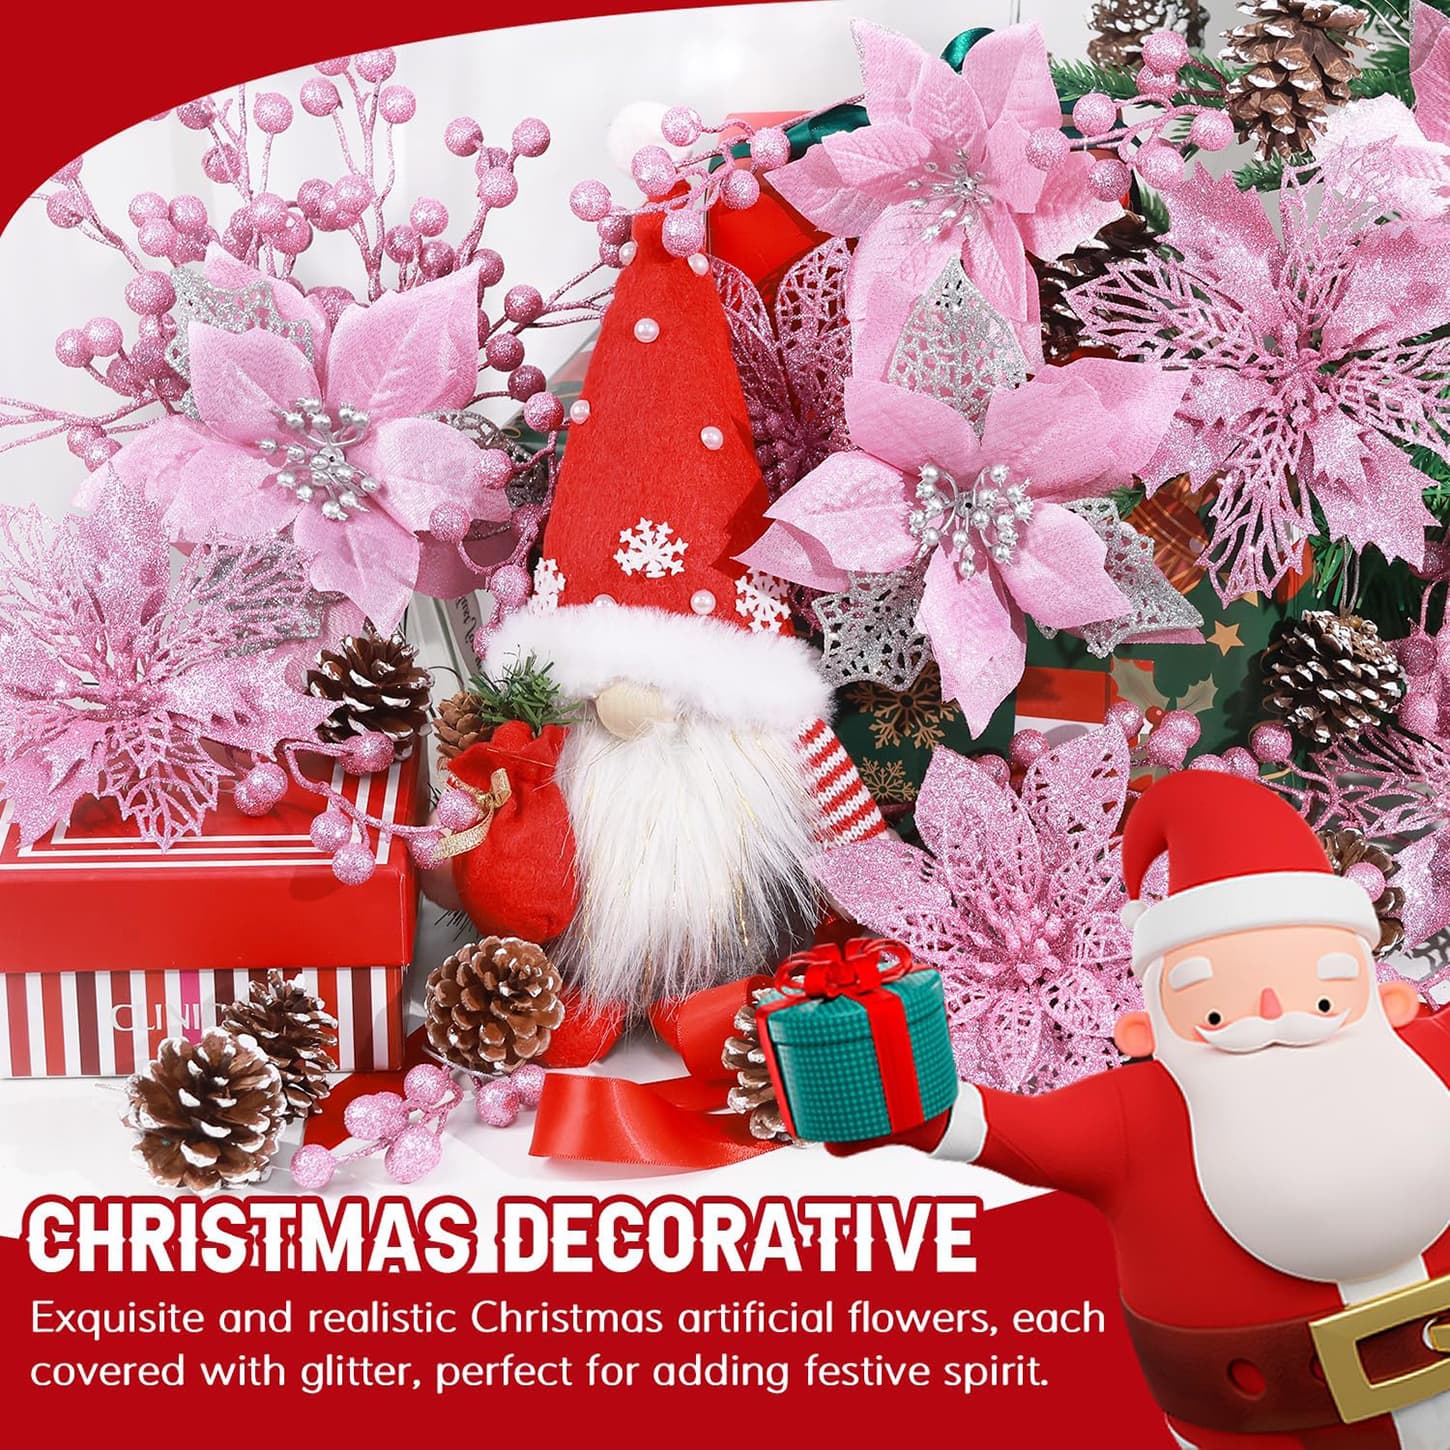 CHRISTMAS DECORATIVE
Exquisite and realistic Christmas artificial flowers, each
covered with glitter, perfect for adding festive spirit.